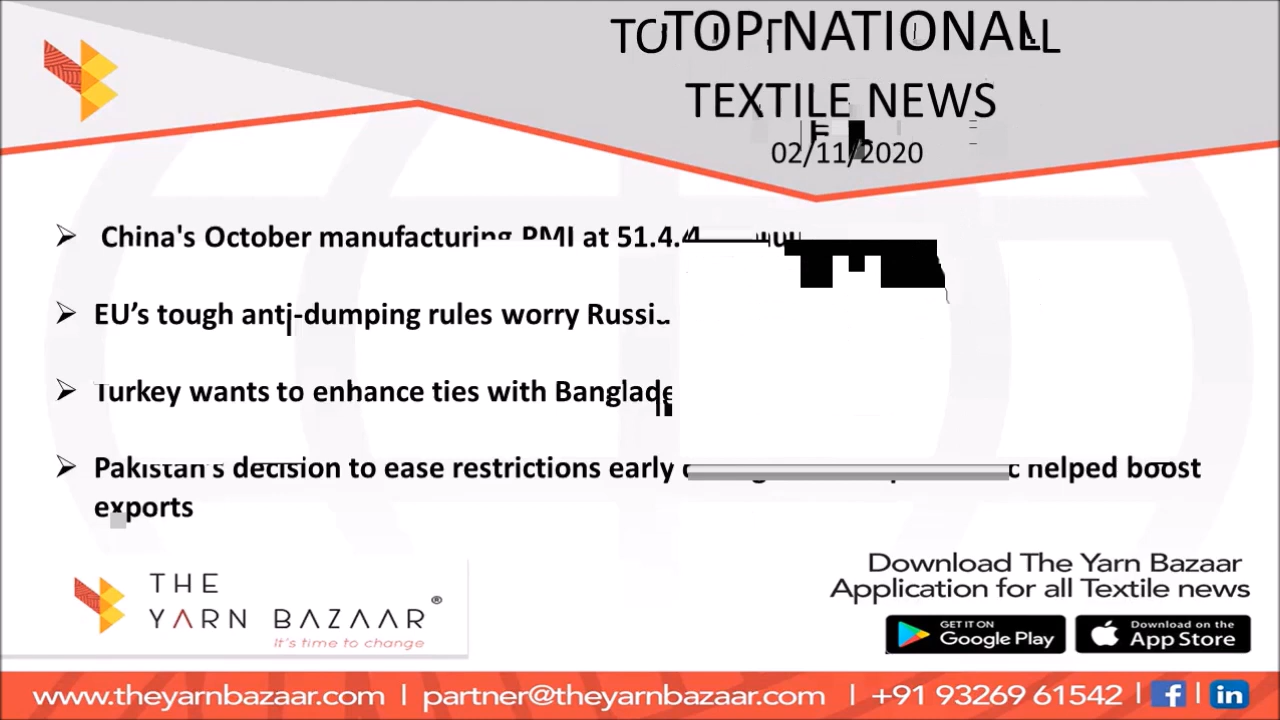 TOP NATIONAL
TEXTILE NEWS
02/11/2020
China's October manufacturing PMI at 51.4
EU’s tough anti-dumping rules worry
Turkey wants to enhance ties with
Pakistan's decision to ease restrictions early helped boost
exports
THE
YARN BAZAAR®
It's time to change
Download The Yarn Bazaar
Application for all Textile news
GET IT ON
Google Play
Download on the
App Store
www.theyarnbazaar.com | partner@theyarnbazaar.com | +91 93269 61542 | f | in